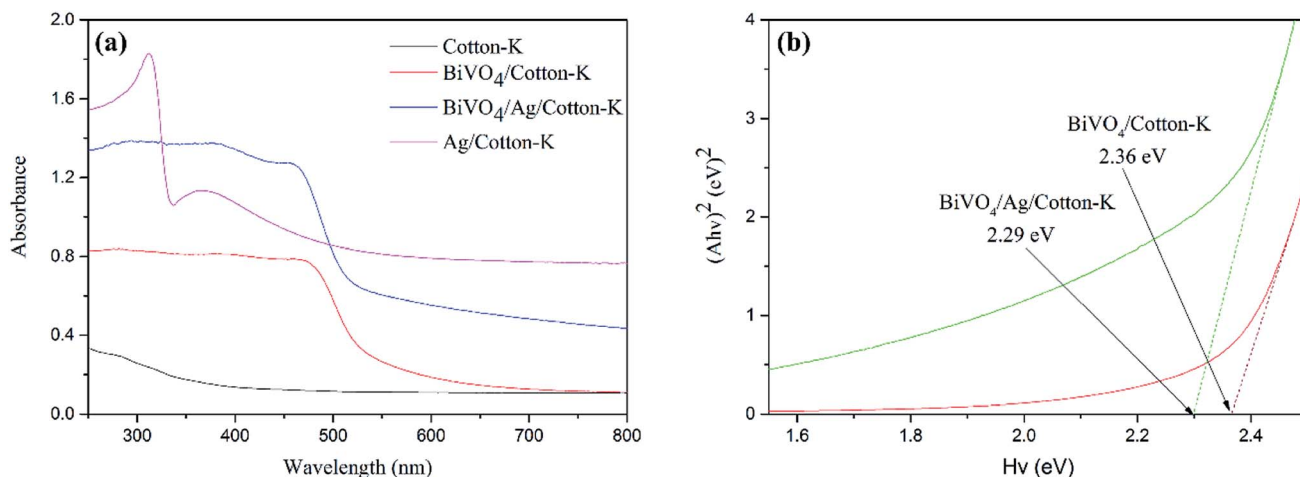 (a)
Cotton-K
BiVO4/Cotton-K
BiVO4/Ag/Cotton-K
Ag/Cotton-K
2.0
1.6
1.2
0.8
0.4
0.0
Absorbance
300 400 500 600 700 800
Wavelength (nm)
(b)
BiVO4/Cotton-K
2.36 eV
BiVO4/Ag/Cotton-K
2.29 eV
4
3
2
1
0
(Ahv)2 (eV)2
1.6 1.8 2.0 2.2 2.4
Hv (eV)